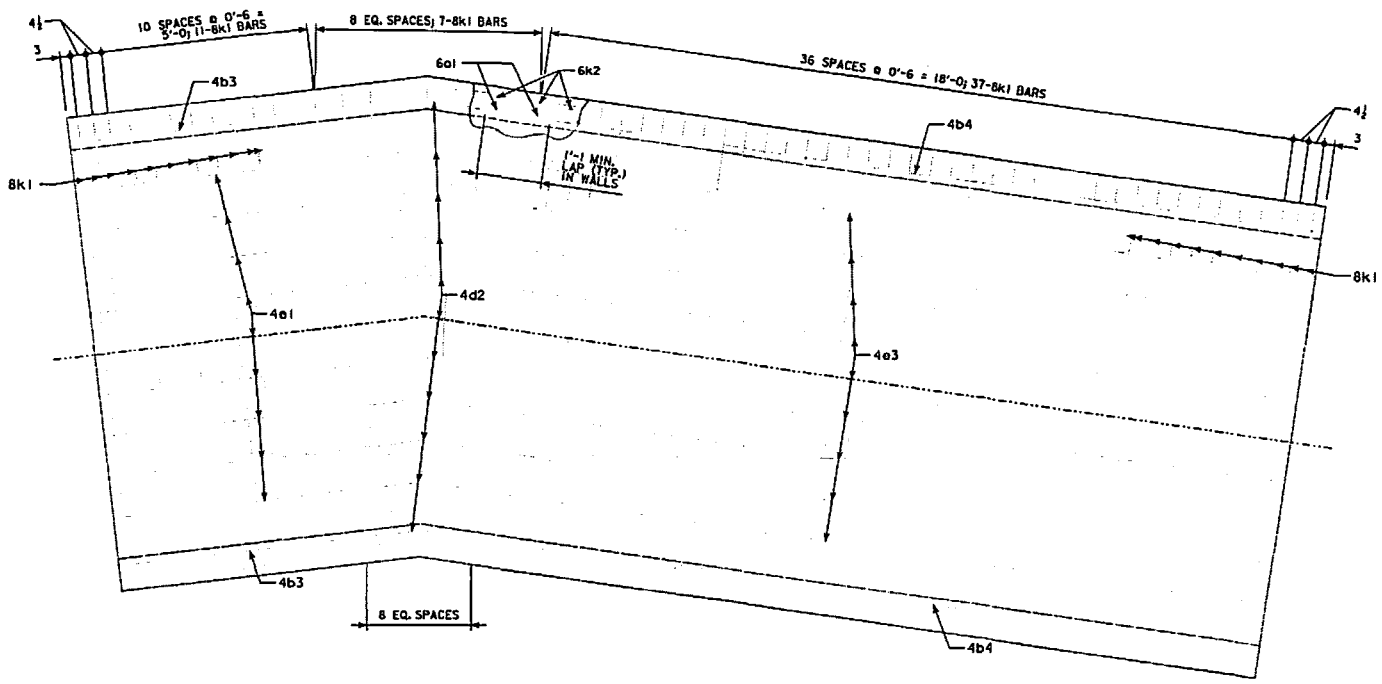 10 SPACES @ 0'-6 =
5'-0; 11-8k1 BARS
8 EQ. SPACES; 7-8k1 BARS
36 SPACES @ 0'-6 = 18'-0; 37-8k1 BARS
4½
3
4b3
6a1
6k2
4b4
4½
3
8k1
1'-1 MIN.
LAP (TYP.)
IN WALLS
8k1
4e1
4d2
4e3
4b3
8 EQ. SPACES
4b4